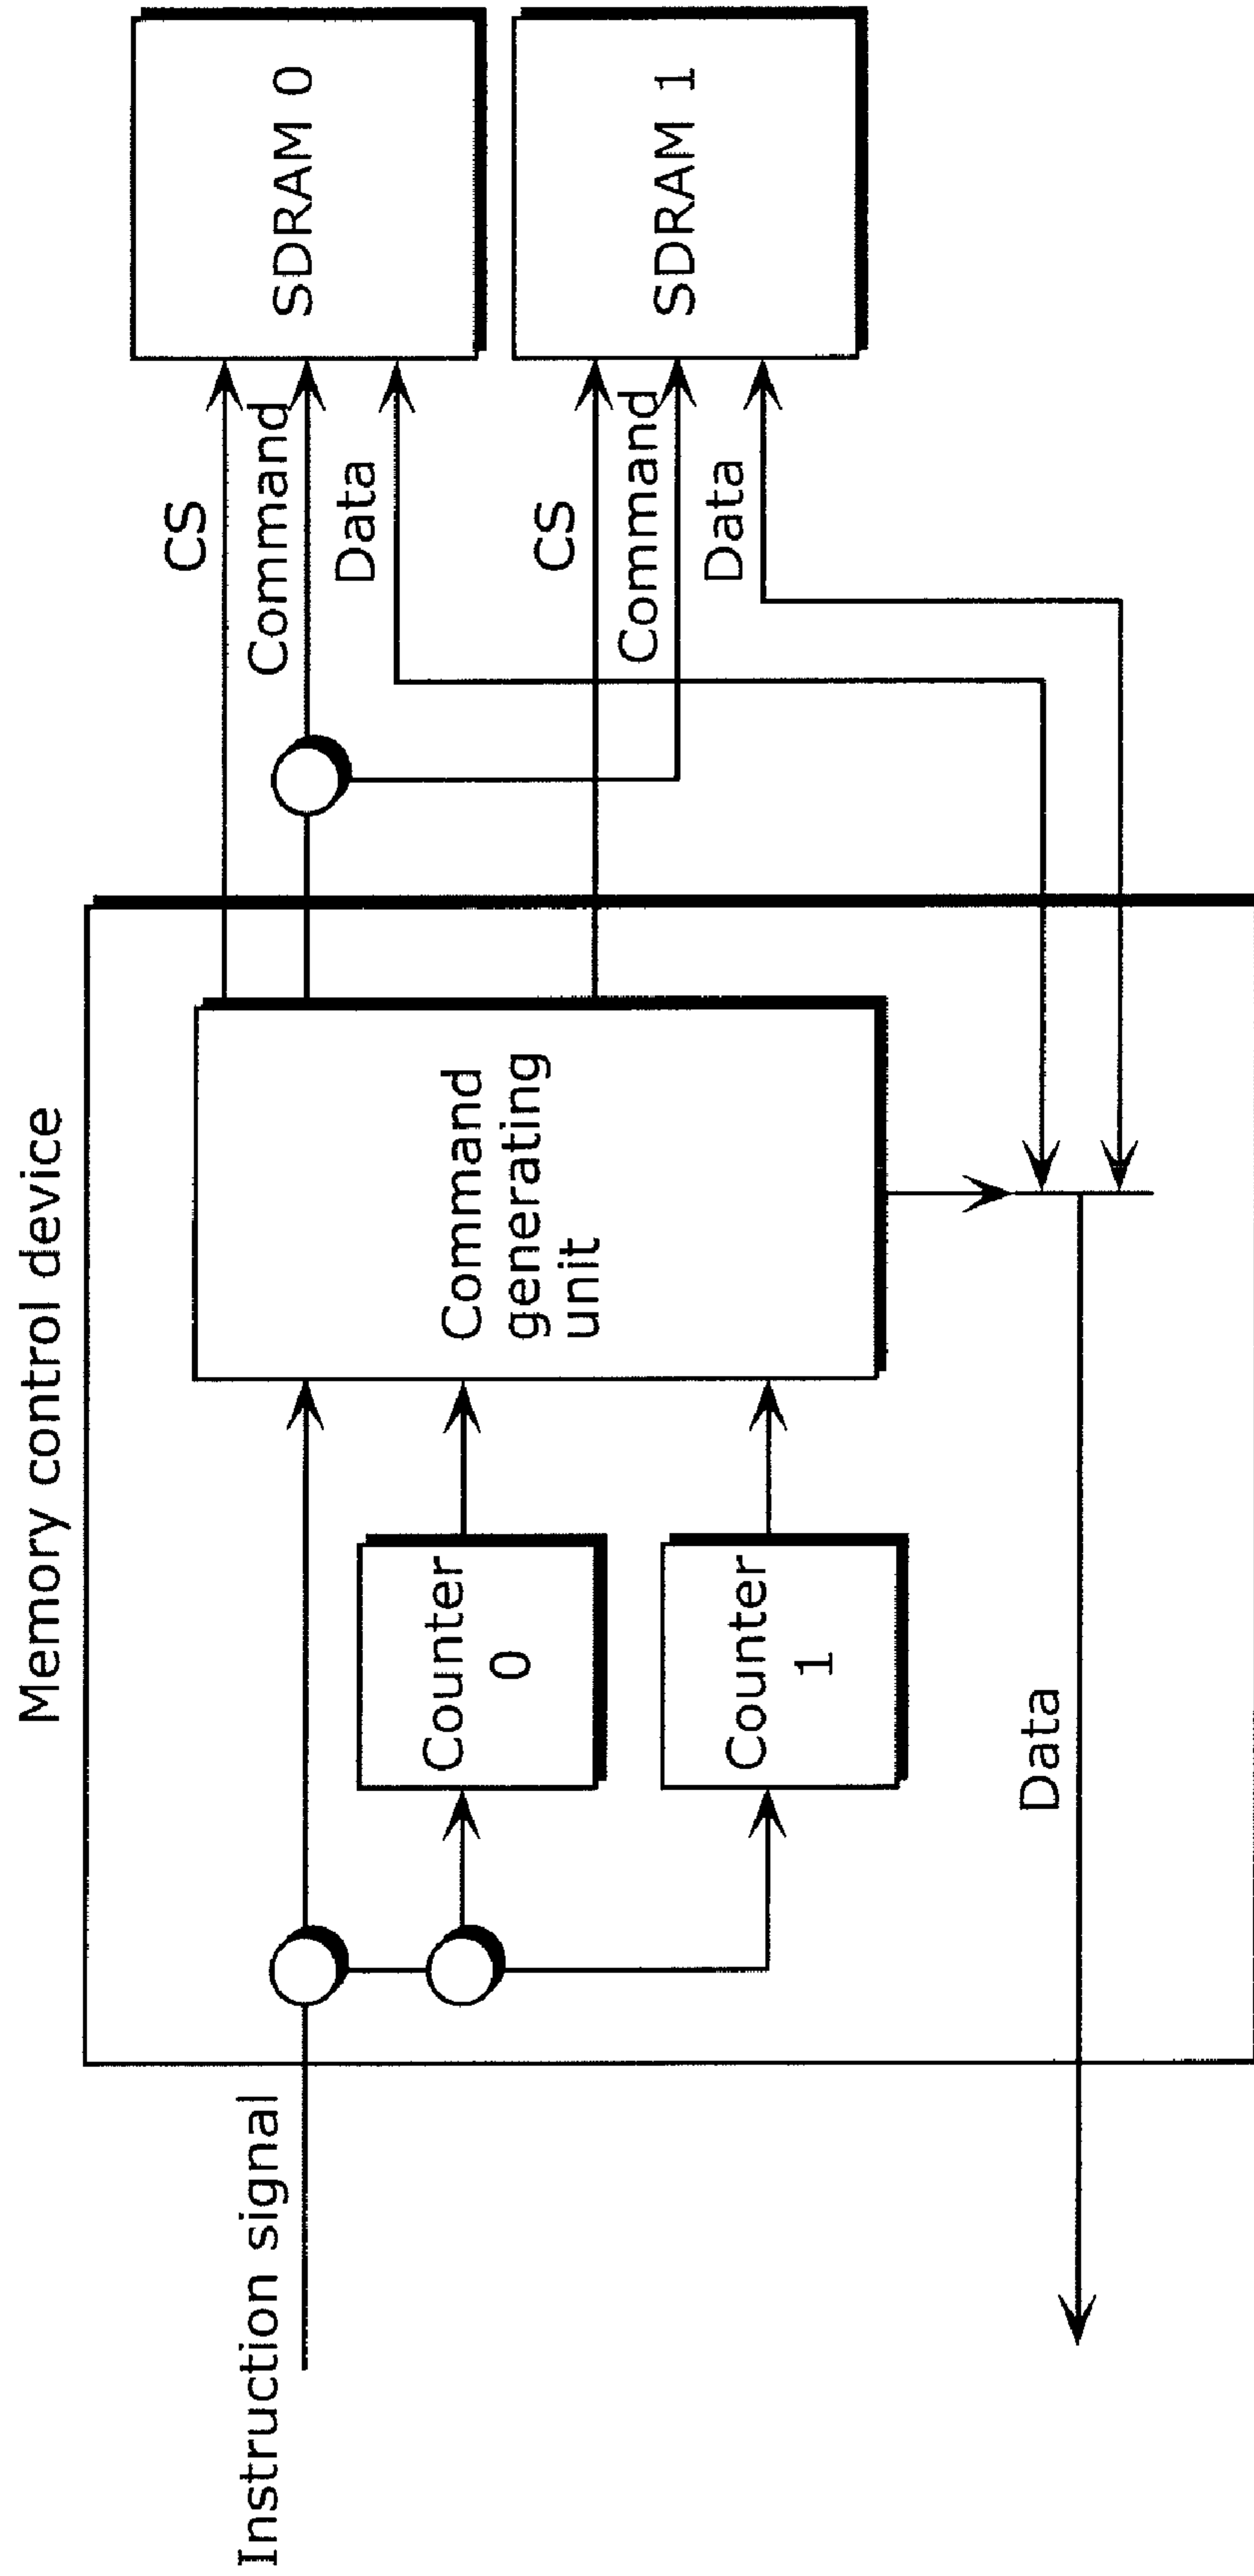 Memory control device
Instruction signal
Counter
0
Counter
1
Command
generating
unit
CS
Command
Data
CS
Command
Data
SDRAM 0
SDRAM 1
Data